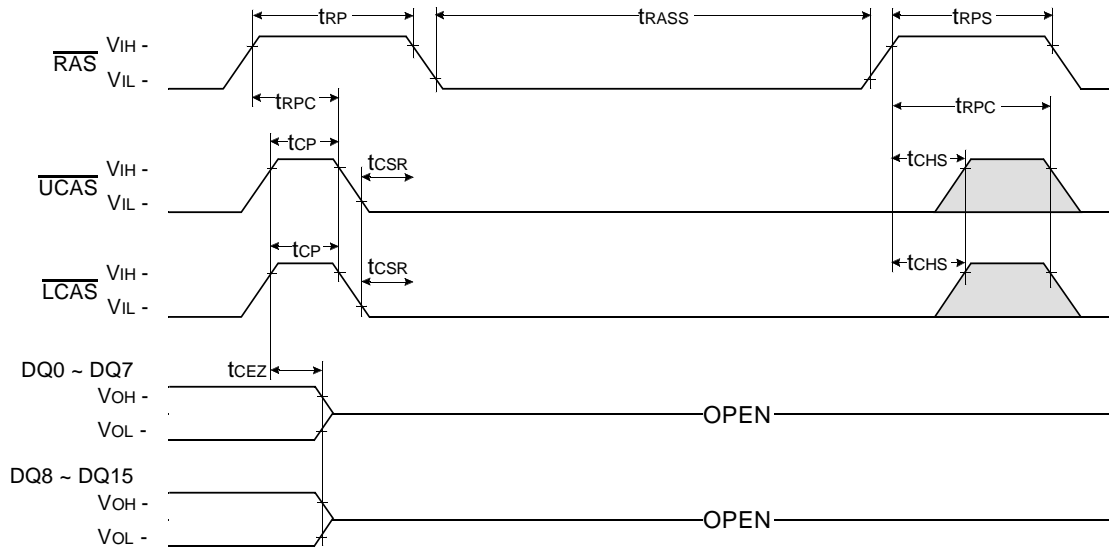 tRP tRASS tRPS
RAS
VIH -
VIL -
tRPC tRPC
tCP tCSR tCHS
UCAS
VIH -
VIL -
tCP tCSR tCHS
LCAS
VIH -
VIL -
DQ0 ~ DQ7
tCEZ
VOH -
VOL -
OPEN
DQ8 ~ DQ15
VOH -
VOL -
OPEN